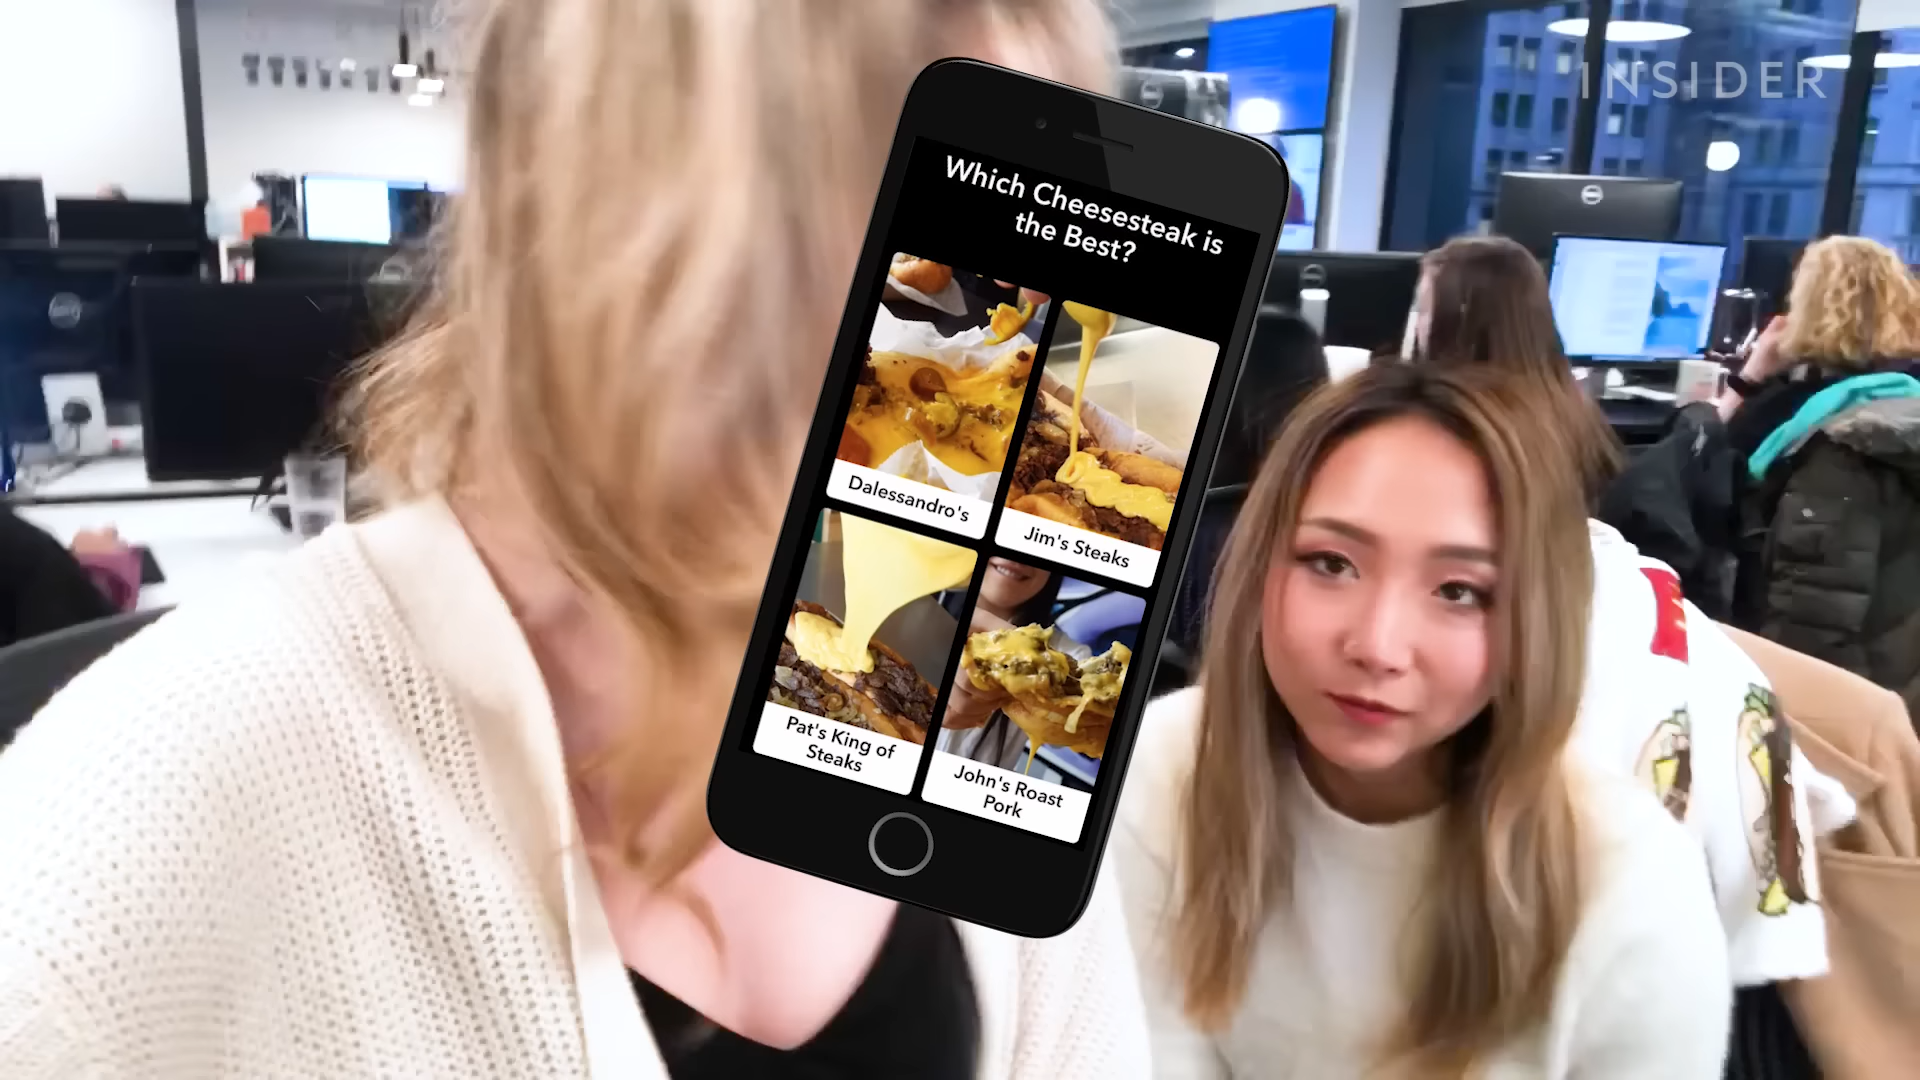 INSIDER
Which Cheesesteak is
the Best?
Dalessandro's
Jim's Steaks
Pat's King of
Steaks
John's Roast
Pork